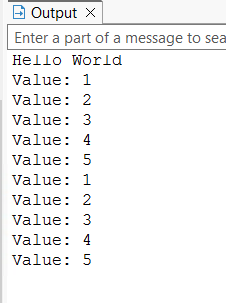 Output
Enter a part of a message to sea
Hello World
Value: 1
Value: 2
Value: 3
Value: 4
Value: 5
Value: 1
Value: 2
Value: 3
Value: 4
Value: 5